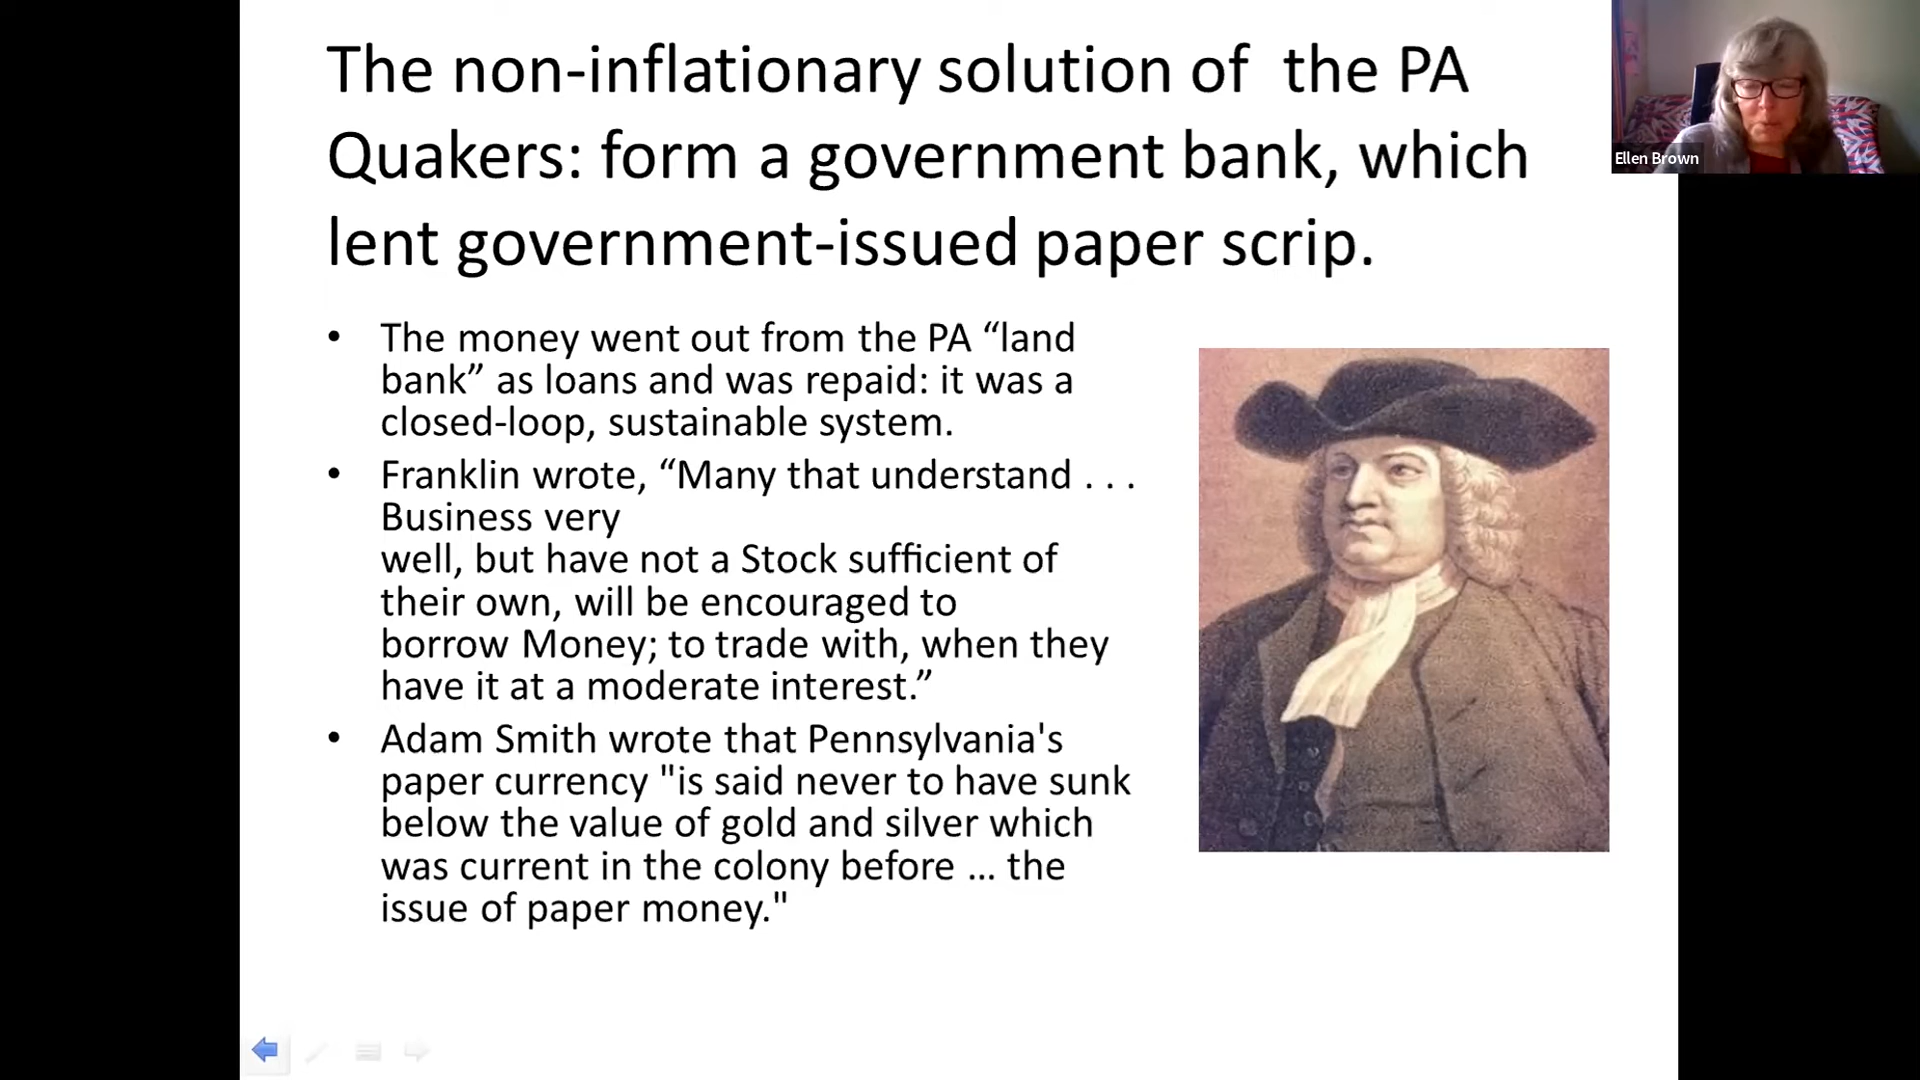 The non-inflationary solution of  the PA
Quakers: form a government bank, which
lent government-issued paper scrip.
Ellen Brown
• The money went out from the PA “land
bank” as loans and was repaid: it was a
closed-loop, sustainable system.
• Franklin wrote, “Many that understand . . .
Business very
well, but have not a Stock sufficient of
their own, will be encouraged to
borrow Money; to trade with, when they
have it at a moderate interest.”
• Adam Smith wrote that Pennsylvania's
paper currency "is said never to have sunk
below the value of gold and silver which
was current in the colony before ... the
issue of paper money."